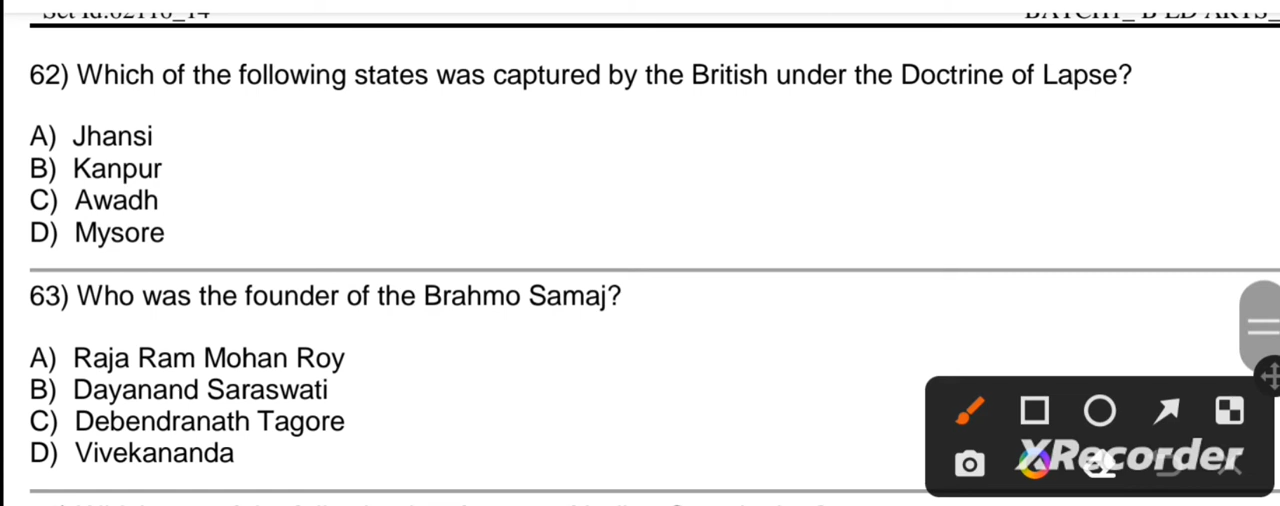 62) Which of the following states was captured by the British under the Doctrine of Lapse?
A) Jhansi
B) Kanpur
C) Awadh
D) Mysore
63) Who was the founder of the Brahmo Samaj?
A) Raja Ram Mohan Roy
B) Dayanand Saraswati
C) Debendranath Tagore
D) Vivekananda
XRecorder